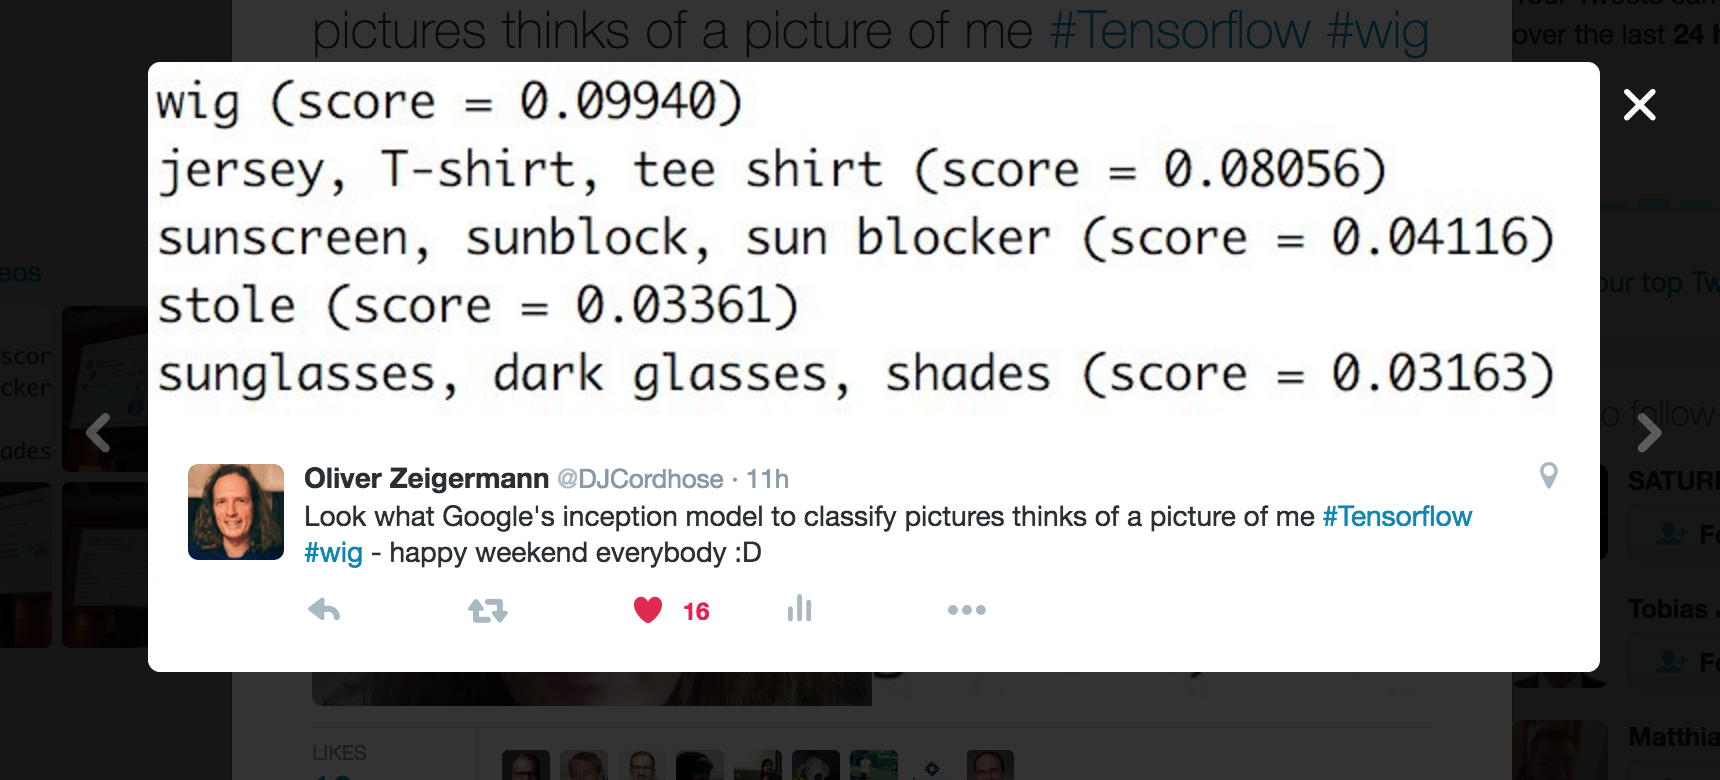 pictures thinks of a picture of me #Tensorflow #wig
over the last 24
wig (score = 0.09940)
jersey, T-shirt, tee shirt (score = 0.08056)
sunscreen, sunblock, sun blocker (score = 0.04116)
stole (score = 0.03361)
sunglasses, dark glasses, shades (score = 0.03163)
eos
scor
cker
ades
our top Tw
o follow
Oliver Zeigermann @DJCordhose · 11h
Look what Google's inception model to classify pictures thinks of a picture of me #Tensorflow
#wig - happy weekend everybody :D
16
SATUR
Fo
Tobias
Fo
Matthia
LIKES